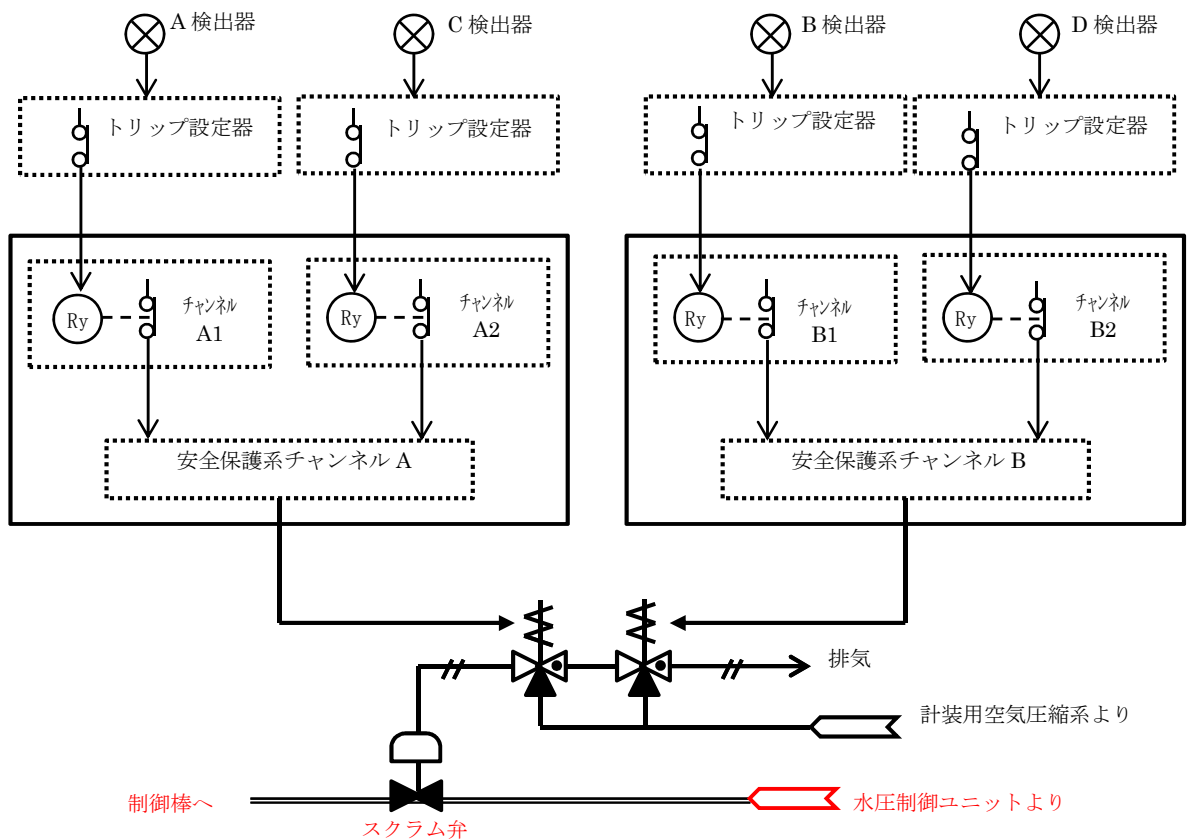 A 検出器
C 検出器
B 検出器
D 検出器
トリップ設定器
トリップ設定器
トリップ設定器
トリップ設定器
Ry
チャンネル
A1
Ry
チャンネル
A2
Ry
チャンネル
B1
Ry
チャンネル
B2
安全保護系チャンネル A
安全保護系チャンネル B
排気
計装用空気圧縮系より
制御棒へ
水圧制御ユニットより
スクラム弁